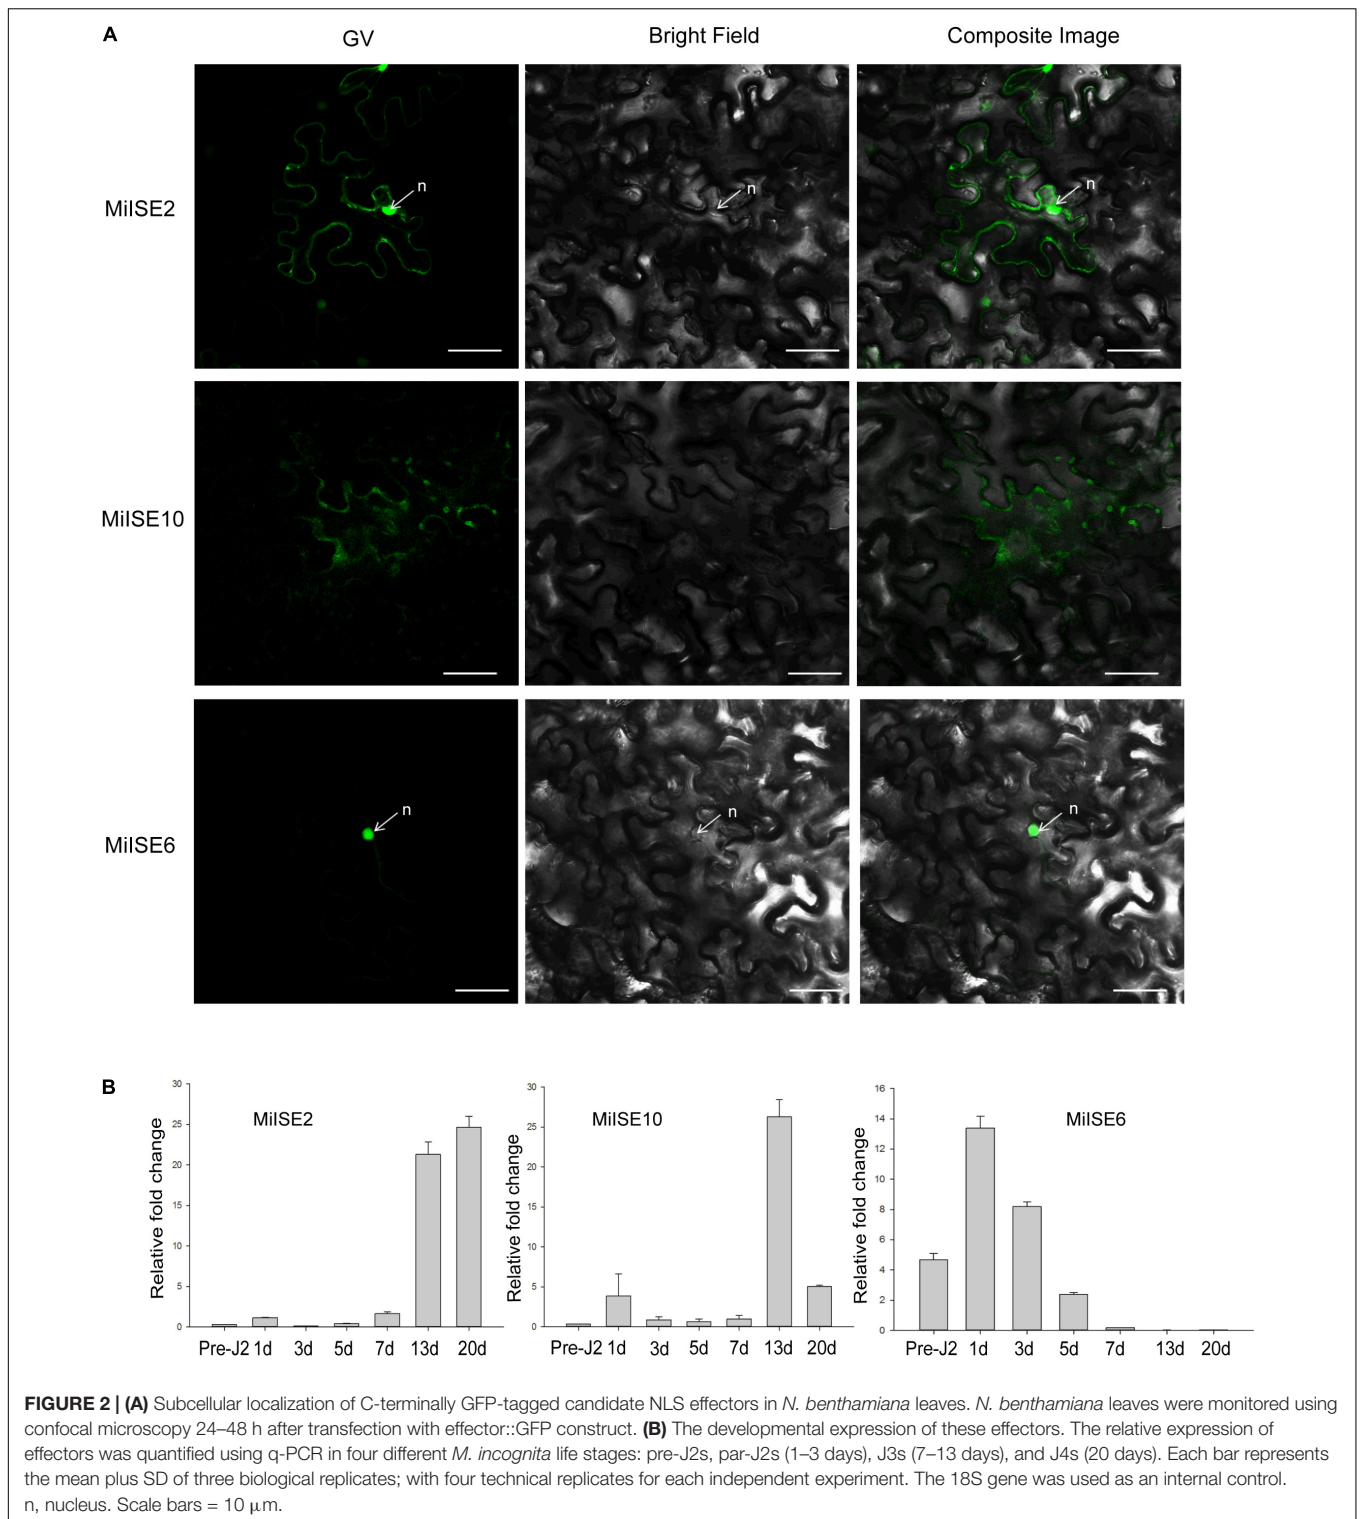 A
GV
Bright Field
Composite Image
MiISE2
n
n
n
MiISE10
MiISE6
n
n
n
B
Relative fold change
30
25
20
15
10
5
0
MiISE2
Pre-J2 1d 3d 5d 7d 13d 20d
Relative fold change
30
25
20
15
10
5
0
MiISE10
Pre-J2 1d 3d 5d 7d 13d 20d
Relative fold change
16
14
12
10
8
6
4
2
0
MiISE6
Pre-J2 1d 3d 5d 7d 13d 20d
FIGURE 2 | (A) Subcellular localization of C-terminally GFP-tagged candidate NLS effectors in N. benthamiana leaves. N. benthamiana leaves were monitored using
confocal microscopy 24–48 h after transfection with effector::GFP construct. (B) The developmental expression of these effectors. The relative expression of
effectors was quantified using q-PCR in four different M. incognita life stages: pre-J2s, par-J2s (1–3 days), J3s (7–13 days), and J4s (20 days). Each bar represents
the mean plus SD of three biological replicates; with four technical replicates for each independent experiment. The 18S gene was used as an internal control.
n, nucleus. Scale bars = 10 μm.